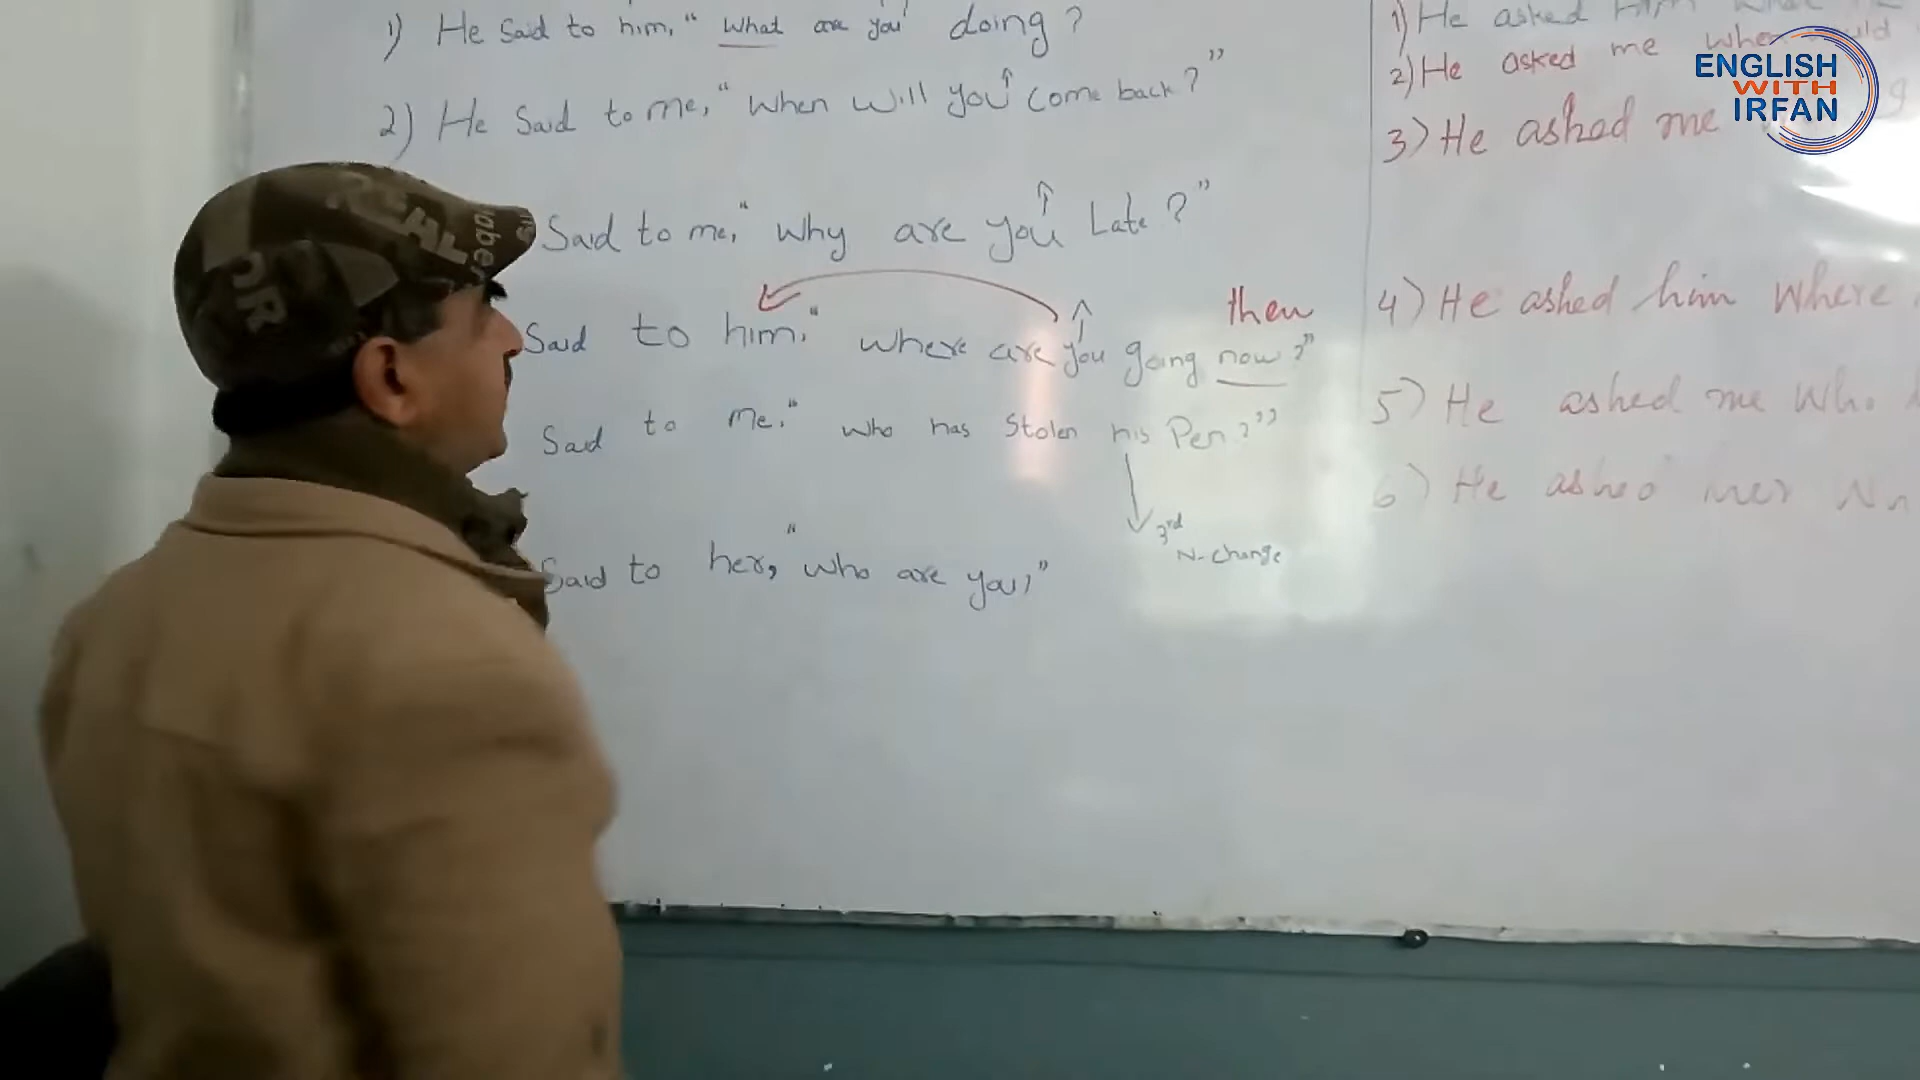 1) He Said to him, "What are you doing?
2) He Said to me, "When will you come back?"
Said to me, "Why are you Late?"
then
Said to him, "where are you going now?"
Said to me, "who has Stolen his Pen?"
3rd
N-change
Said to her, "who are you?"
1) He asked him what
2) He asked me when
3) He asked me
4) He asked him where
5) He asked me who
6) He asked her
ENGLISH
WITH
IRFAN